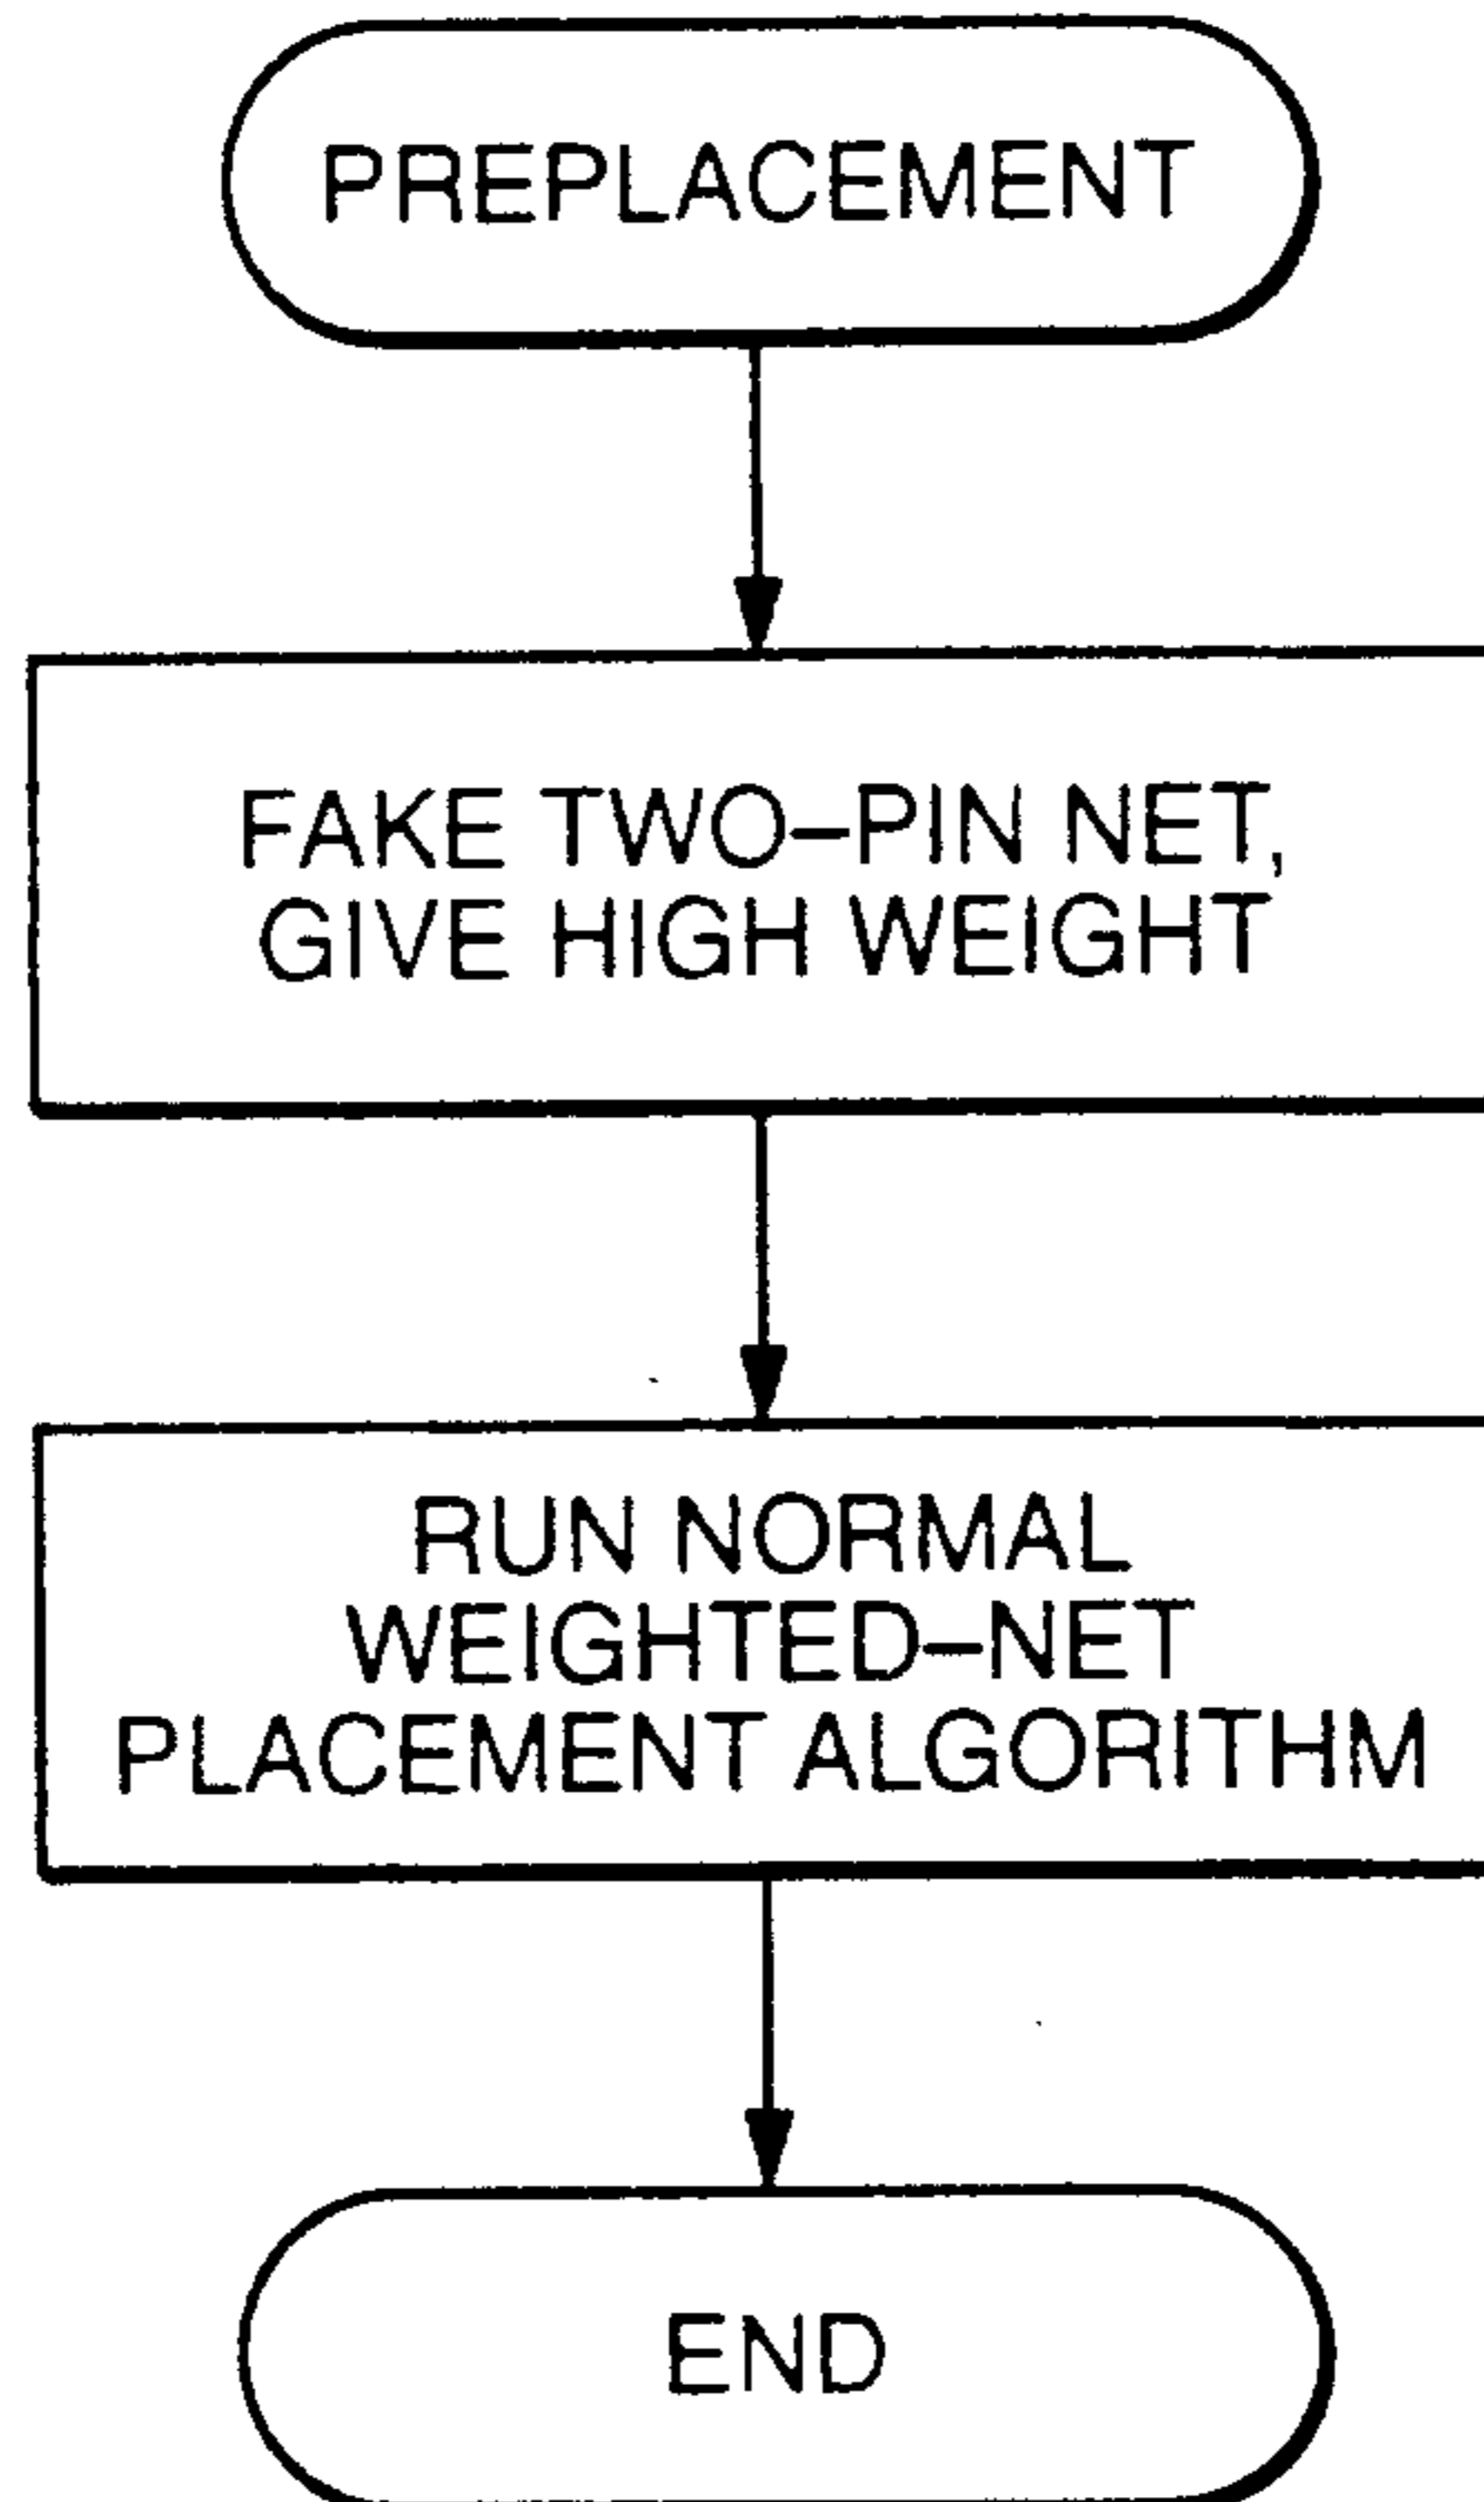 PREPLACEMENT
FAKE TWO-PIN NET,
GIVE HIGH WEIGHT
RUN NORMAL
WEIGHTED-NET
PLACEMENT ALGORITHM
END